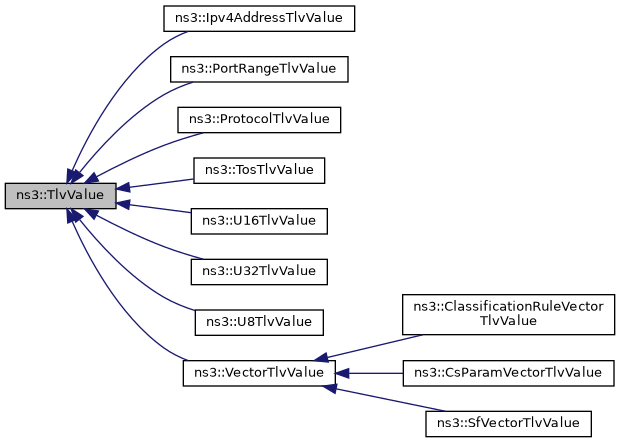 ns3::Ipv4AddressTlvValue
ns3::PortRangeTlvValue
ns3::ProtocolTlvValue
ns3::TosTlvValue
ns3::TlvValue
ns3::U16TlvValue
ns3::U32TlvValue
ns3::U8TlvValue
ns3::ClassificationRuleVector
TlvValue
ns3::VectorTlvValue
ns3::CsParamVectorTlvValue
ns3::SfVectorTlvValue